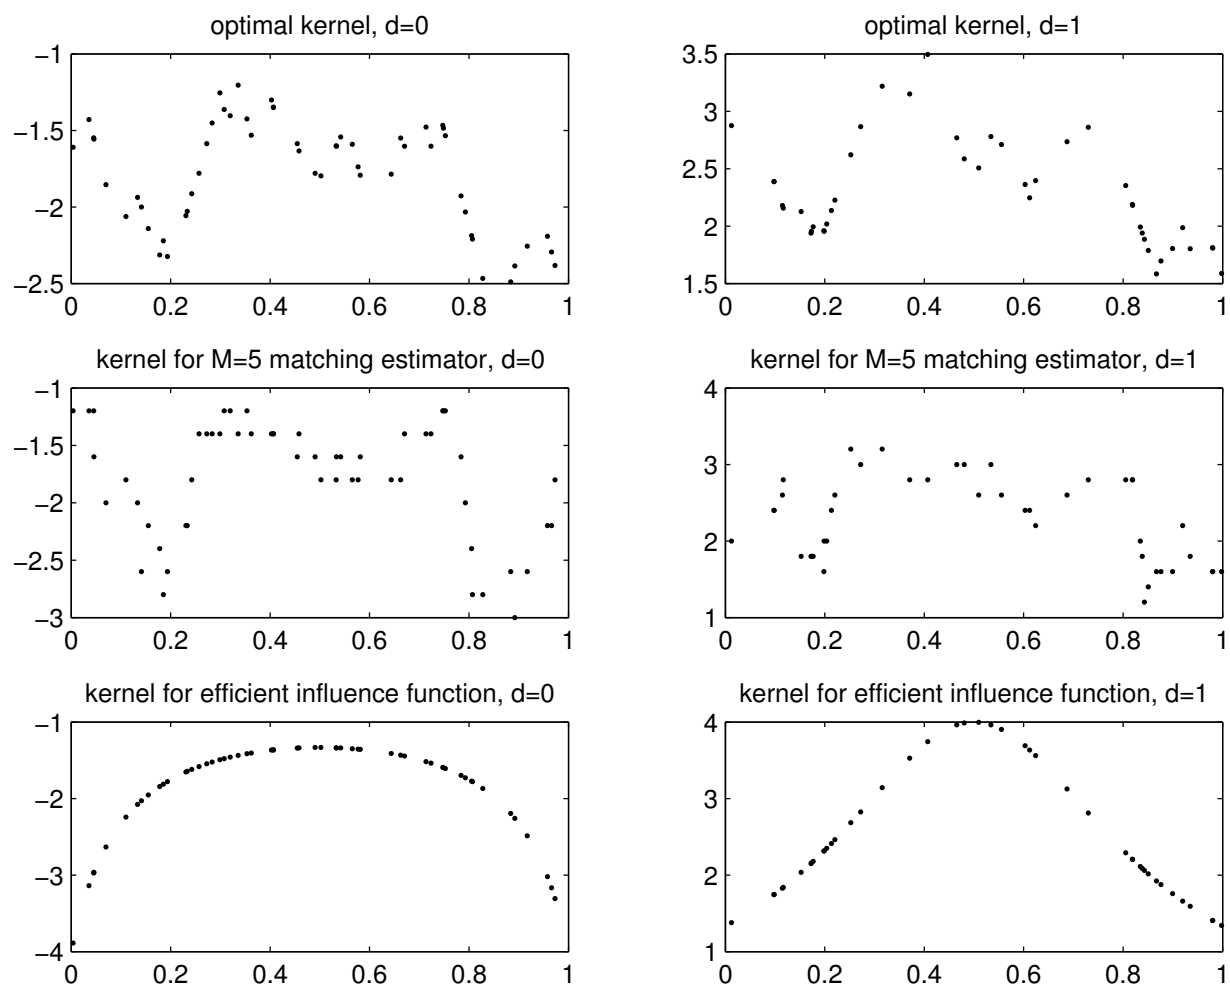 optimal kernel, d=0
−1
−1.5
−2
−2.5
0 0.2 0.4 0.6 0.8 1
optimal kernel, d=1
3.5
3
2.5
2
1.5
0 0.2 0.4 0.6 0.8 1
kernel for M=5 matching estimator, d=0
−1
−1.5
−2
−2.5
−3
0 0.2 0.4 0.6 0.8 1
kernel for M=5 matching estimator, d=1
4
3
2
1
0 0.2 0.4 0.6 0.8 1
kernel for efficient influence function, d=0
−1
−2
−3
−4
0 0.2 0.4 0.6 0.8 1
kernel for efficient influence function, d=1
4
3
2
1
0 0.2 0.4 0.6 0.8 1